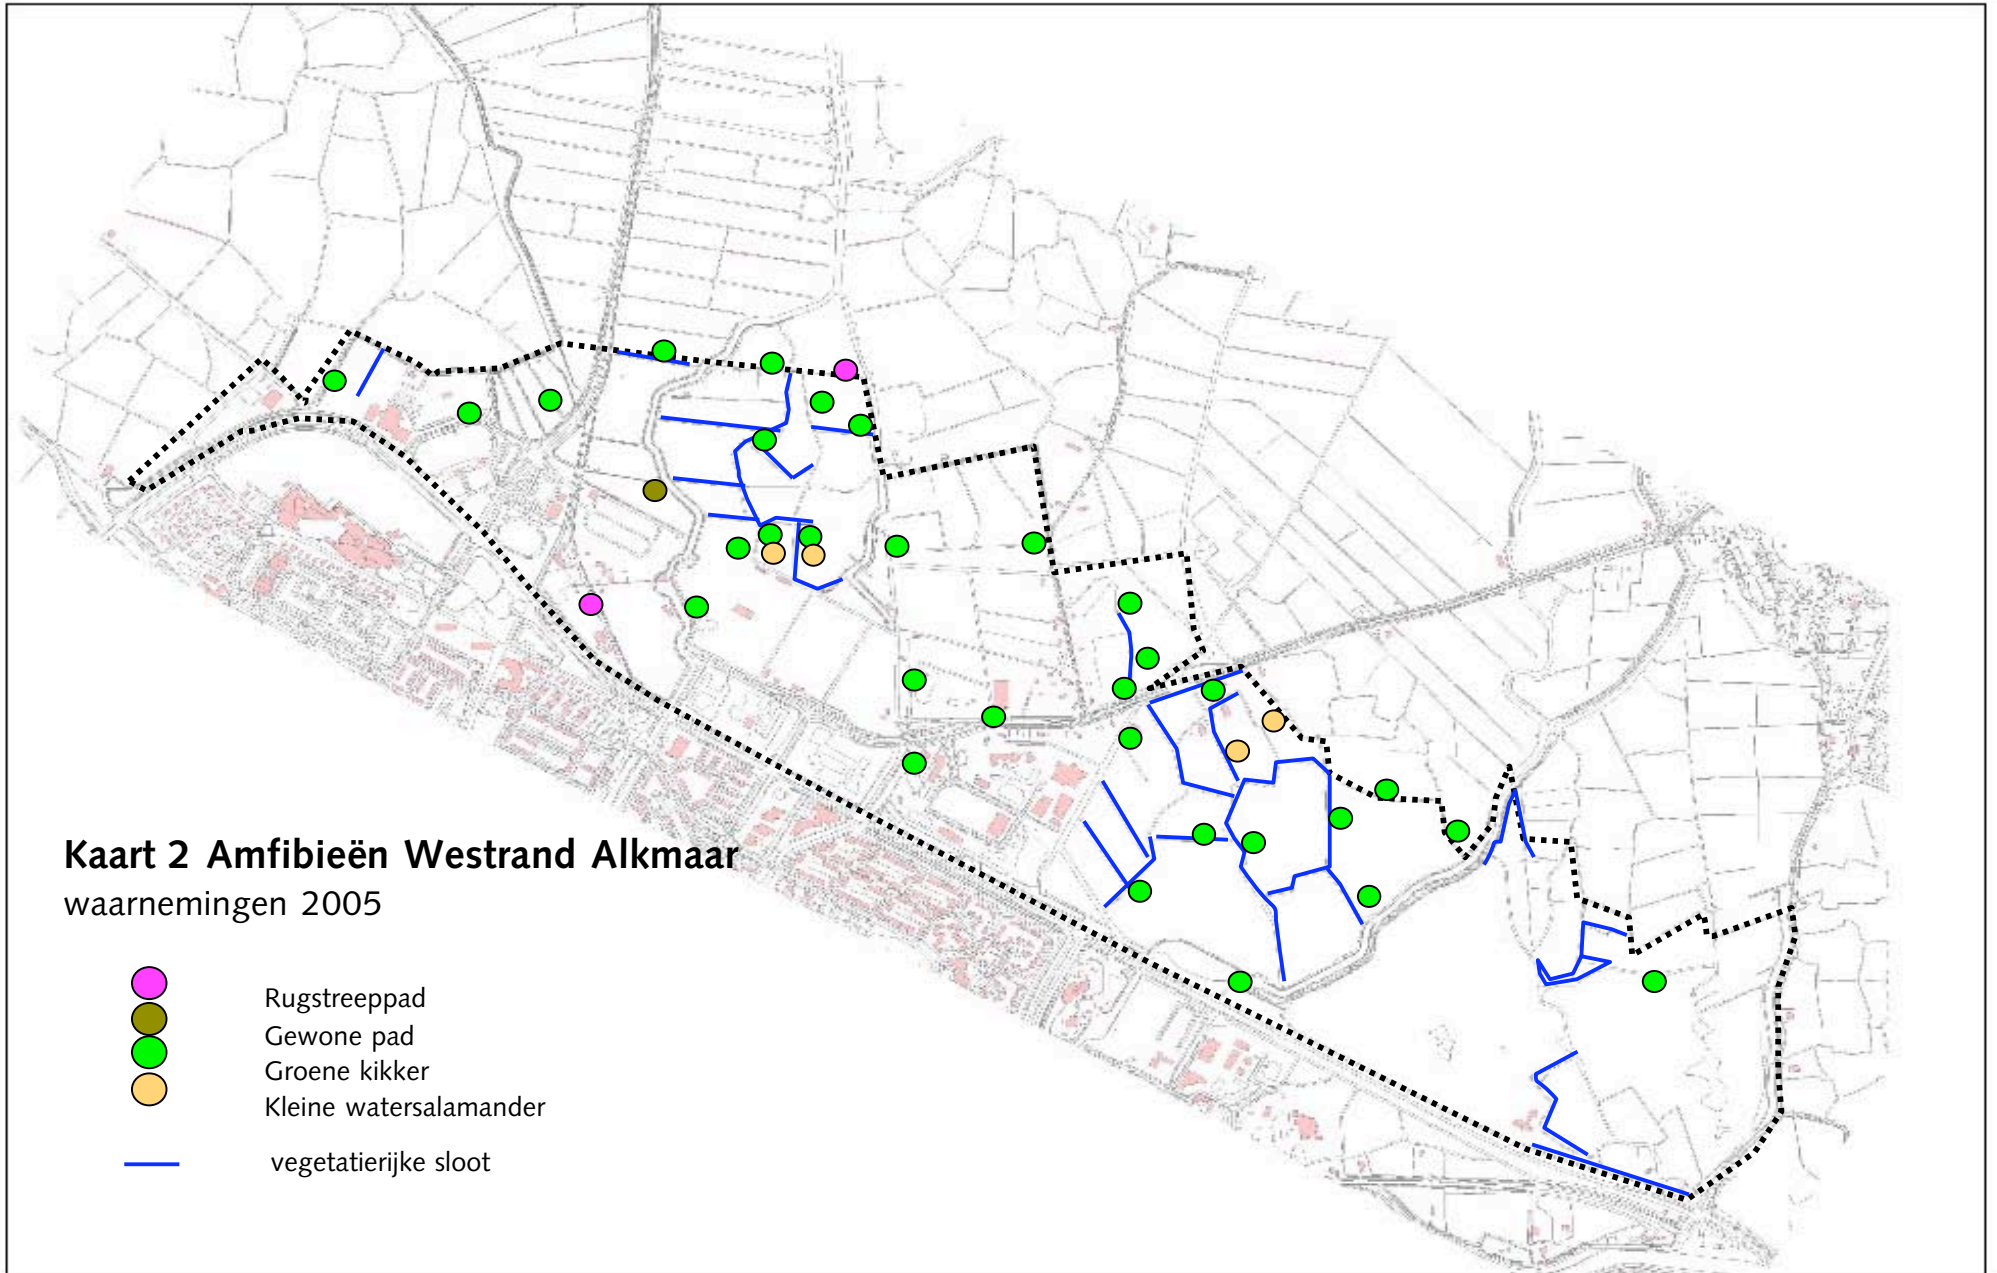 Kaart 2 Amfibieën Westrand Alkmaar
waarnemingen 2005
Rugstreeppad
Gewone pad
Groene kikker
Kleine watersalamander
vegetatierijke sloot